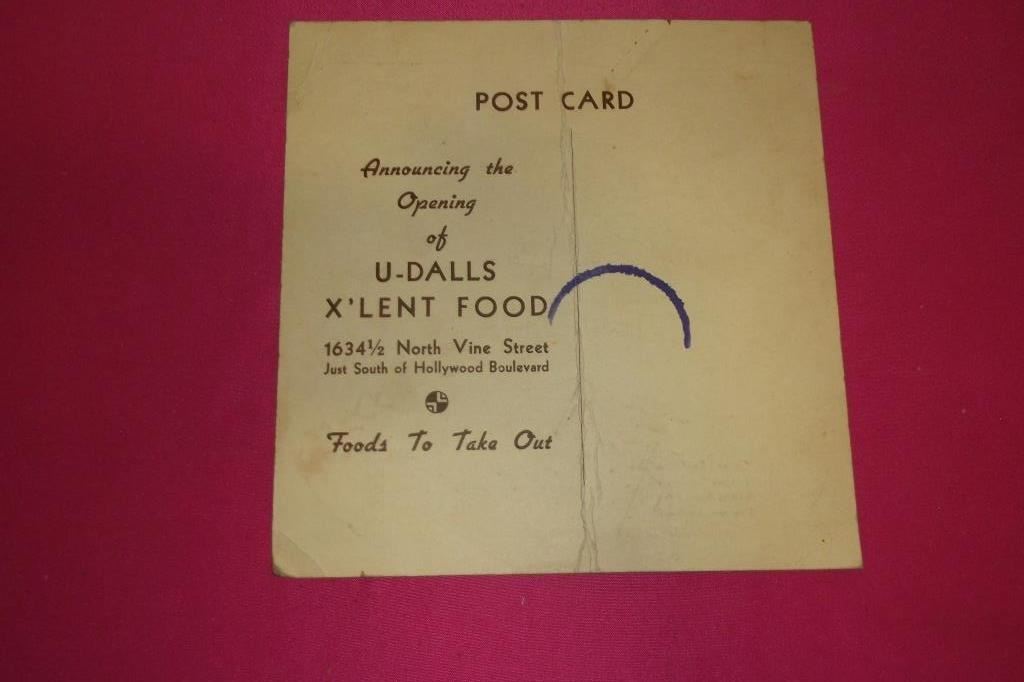 POST CARD
Announcing the
Opening
of
U-DALLS
X'LENT FOOD
1634½ North Vine Street
Just South of Hollywood Boulevard
Foods To Take Out